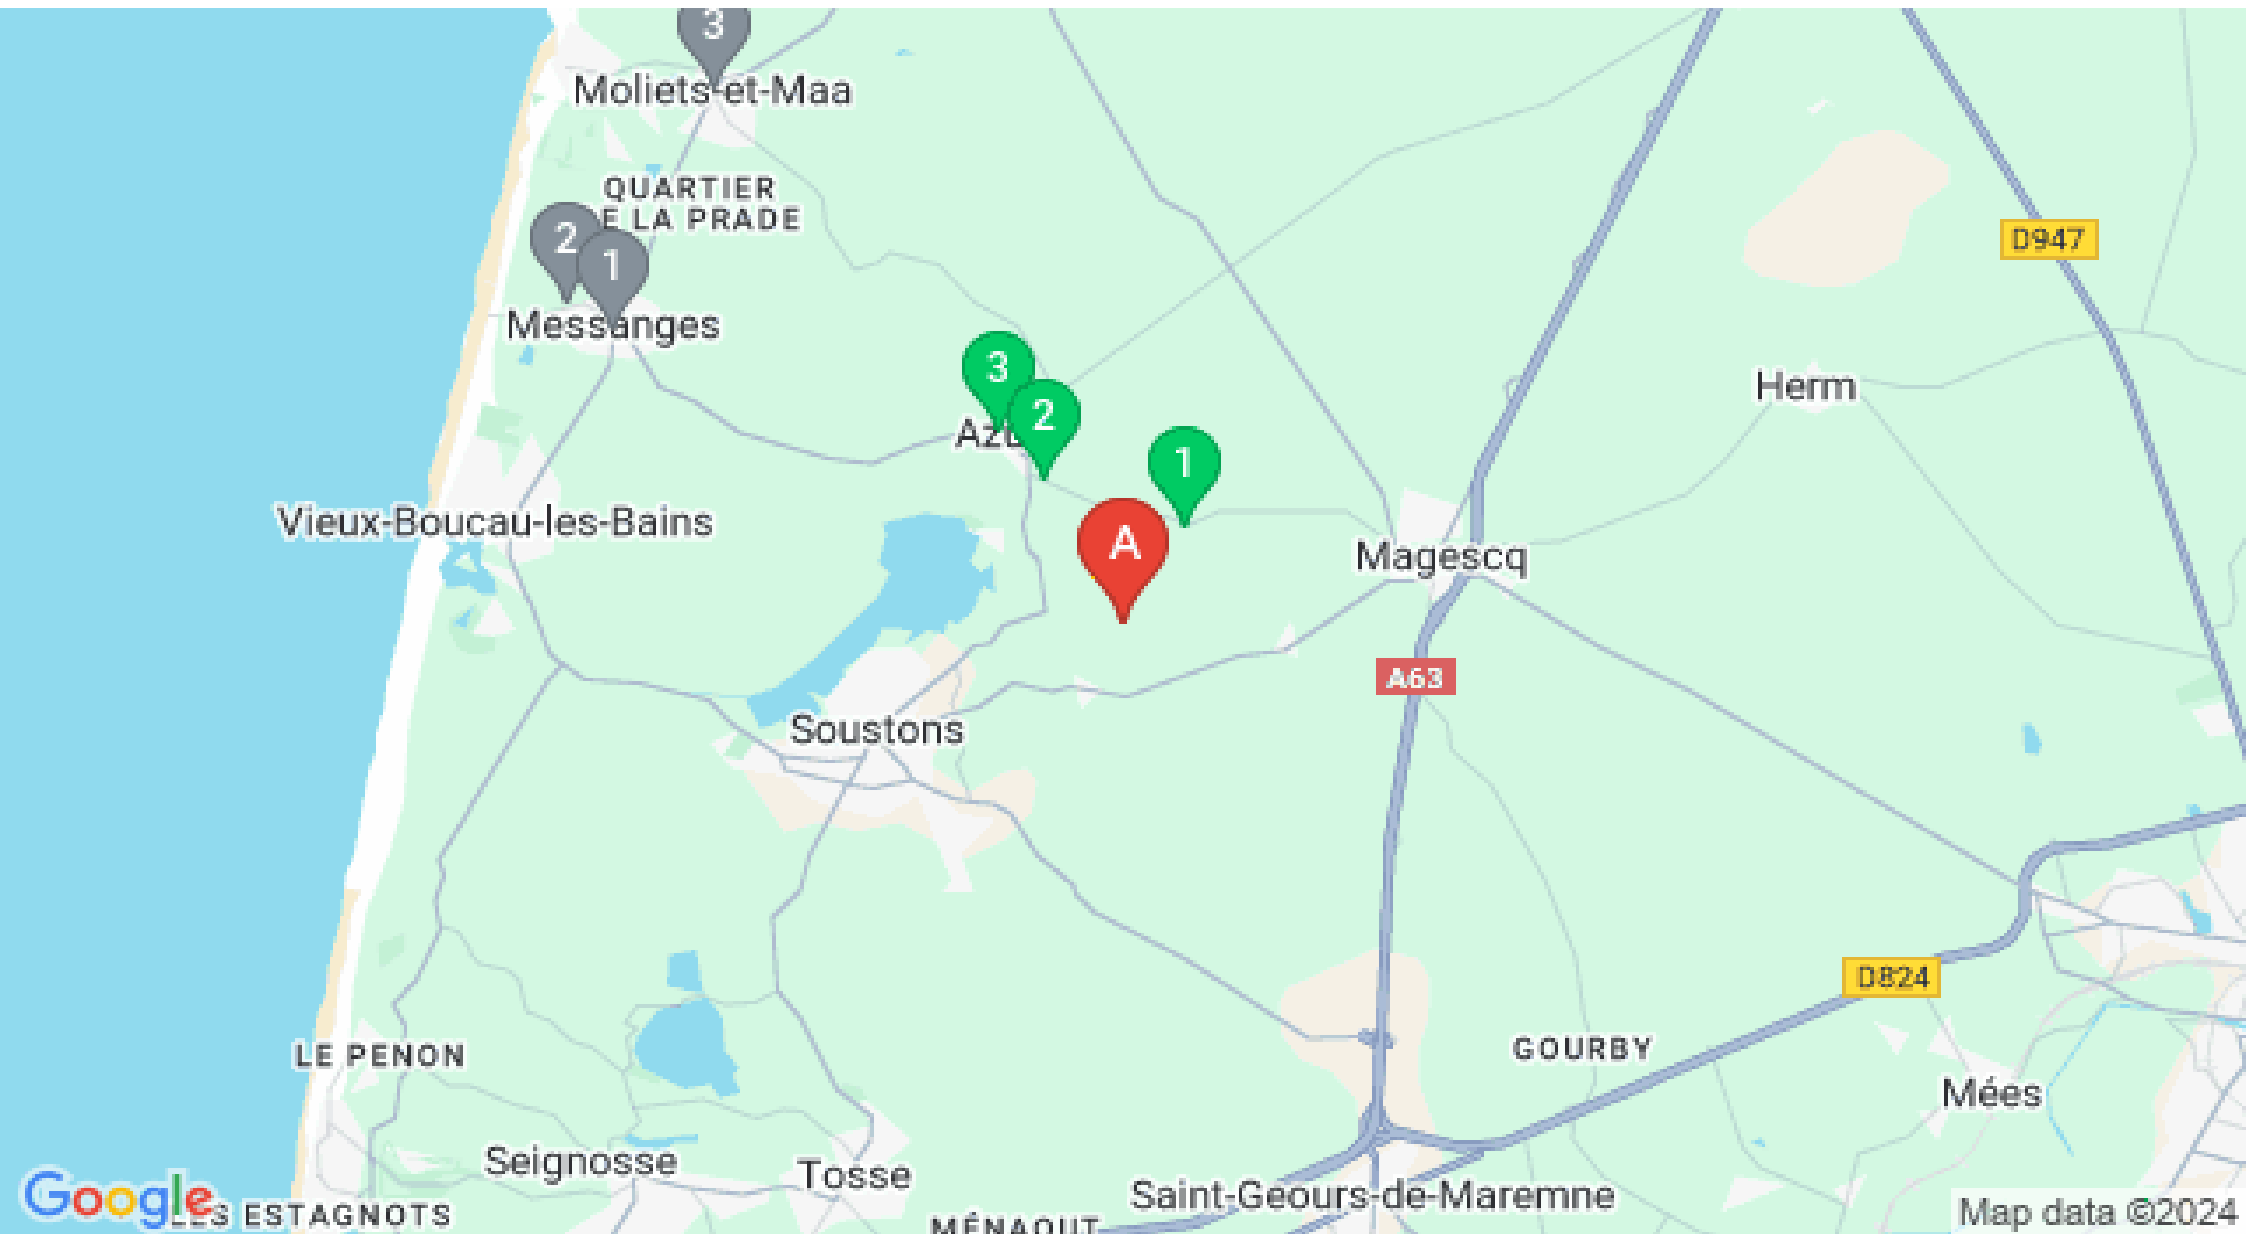 3
Moliets-et-Maa
QUARTIER
E LA PRADE
2
1
D947
Messanges
3
Herm
2
1
Vieux-Boucau-les-Bains
A
Magescq
A63
Soustons
D824
LE PENON
GOURBY
Mées
Seignosse
Tosse
Saint-Geours-de-Maremne
Google
ESTAGNOTS
MÉNAOUT
Map data ©2024